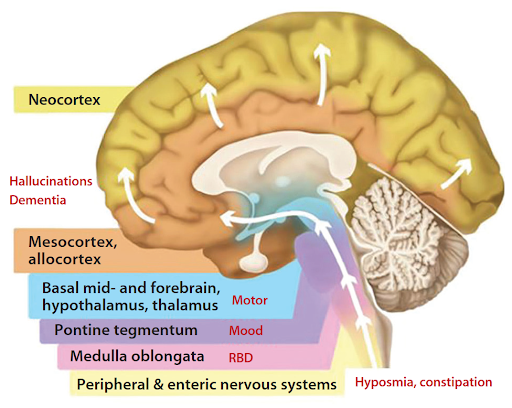 Neocortex
Hallucinations
Dementia
Mesocortex,
allocortex
Basal mid- and forebrain,
hypothalamus, thalamus Motor
Pontine tegmentum Mood
Medulla oblongata RBD
Peripheral & enteric nervous systems Hyposmia, constipation